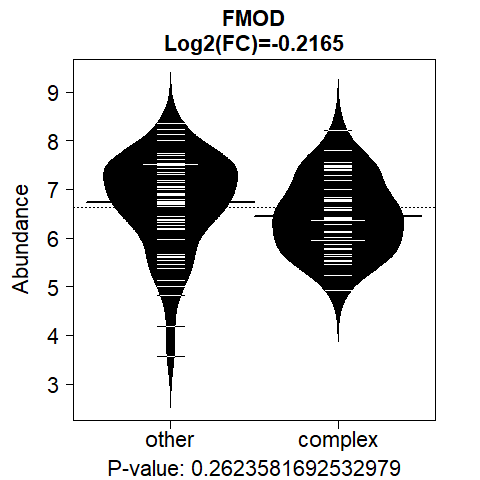 FMOD
Log2(FC)=-0.2165
9
8
7
6
5
4
3
Abundance
other complex
P-value: 0.2623581692532979